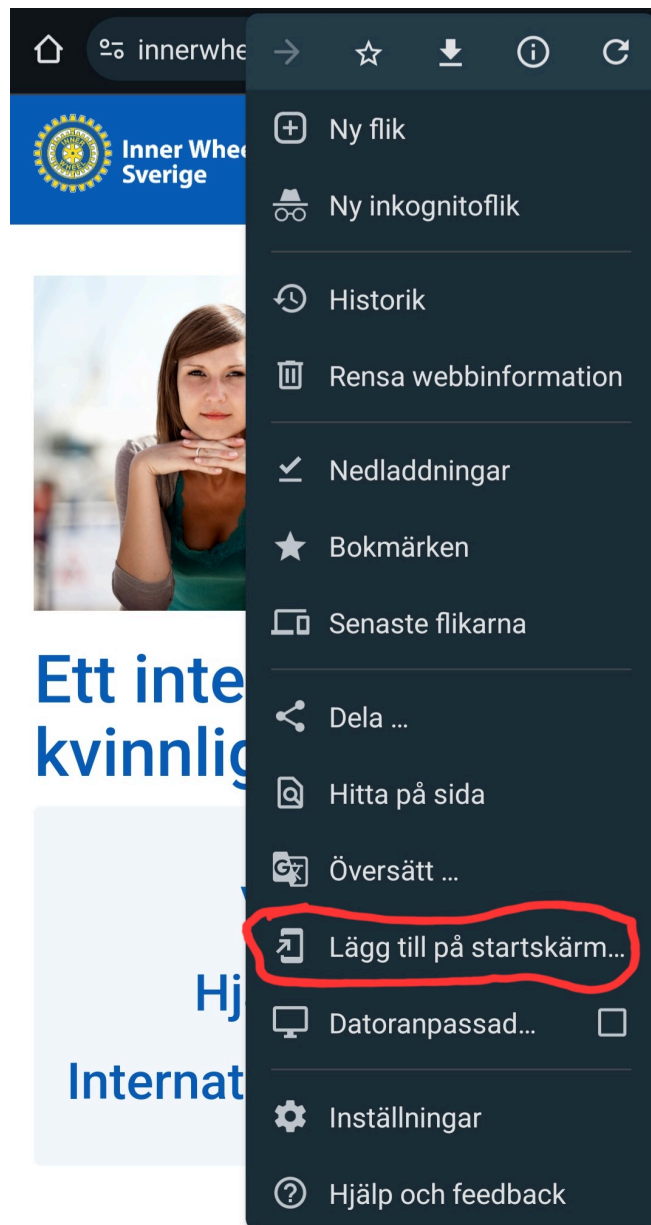 innerwhe
Inner Whee
Sverige
Ny flik
Ny inkognitoflik
Historik
Rensa webbinformation
Nedladdningar
Bokmärken
Senaste flikarna
Dela ...
Hitta på sida
Översätt ...
Lägg till på startskärm...
Datoranpassad...
Inställningar
Hjälp och feedback
Ett inte
kvinnlig
Hj
Internat